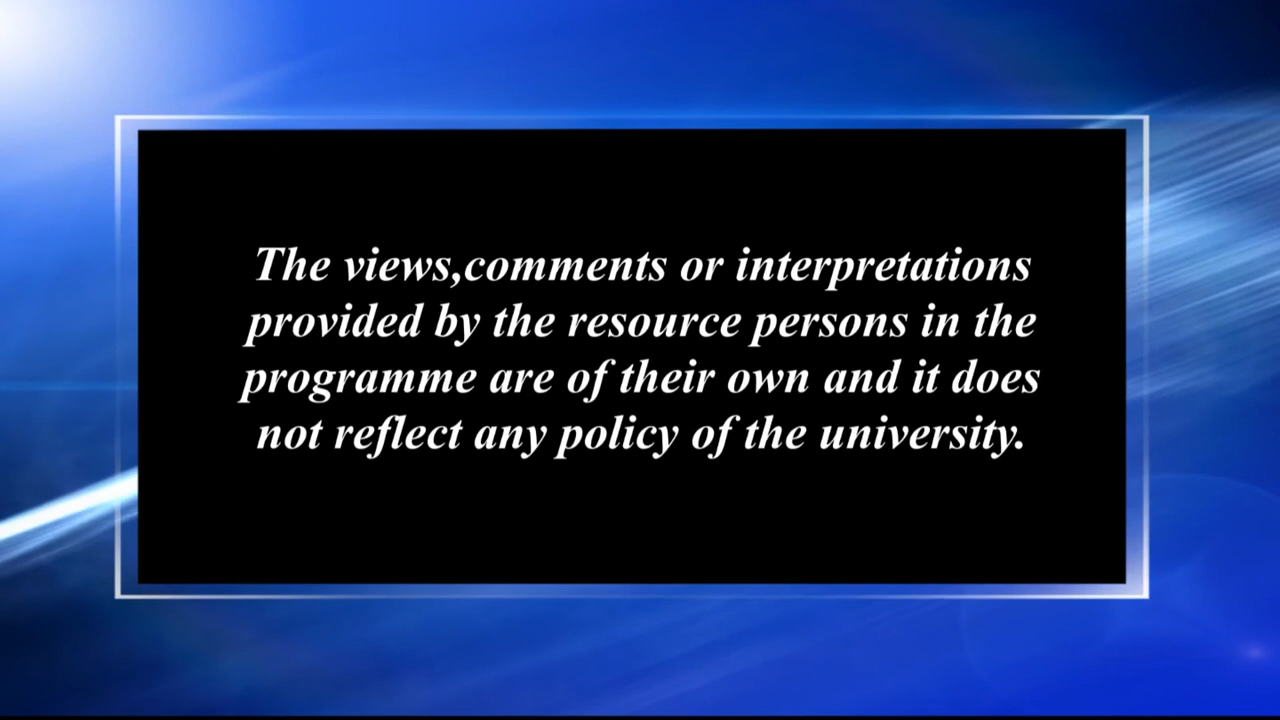 The views,comments or interpretations
provided by the resource persons in the
programme are of their own and it does
not reflect any policy of the university.